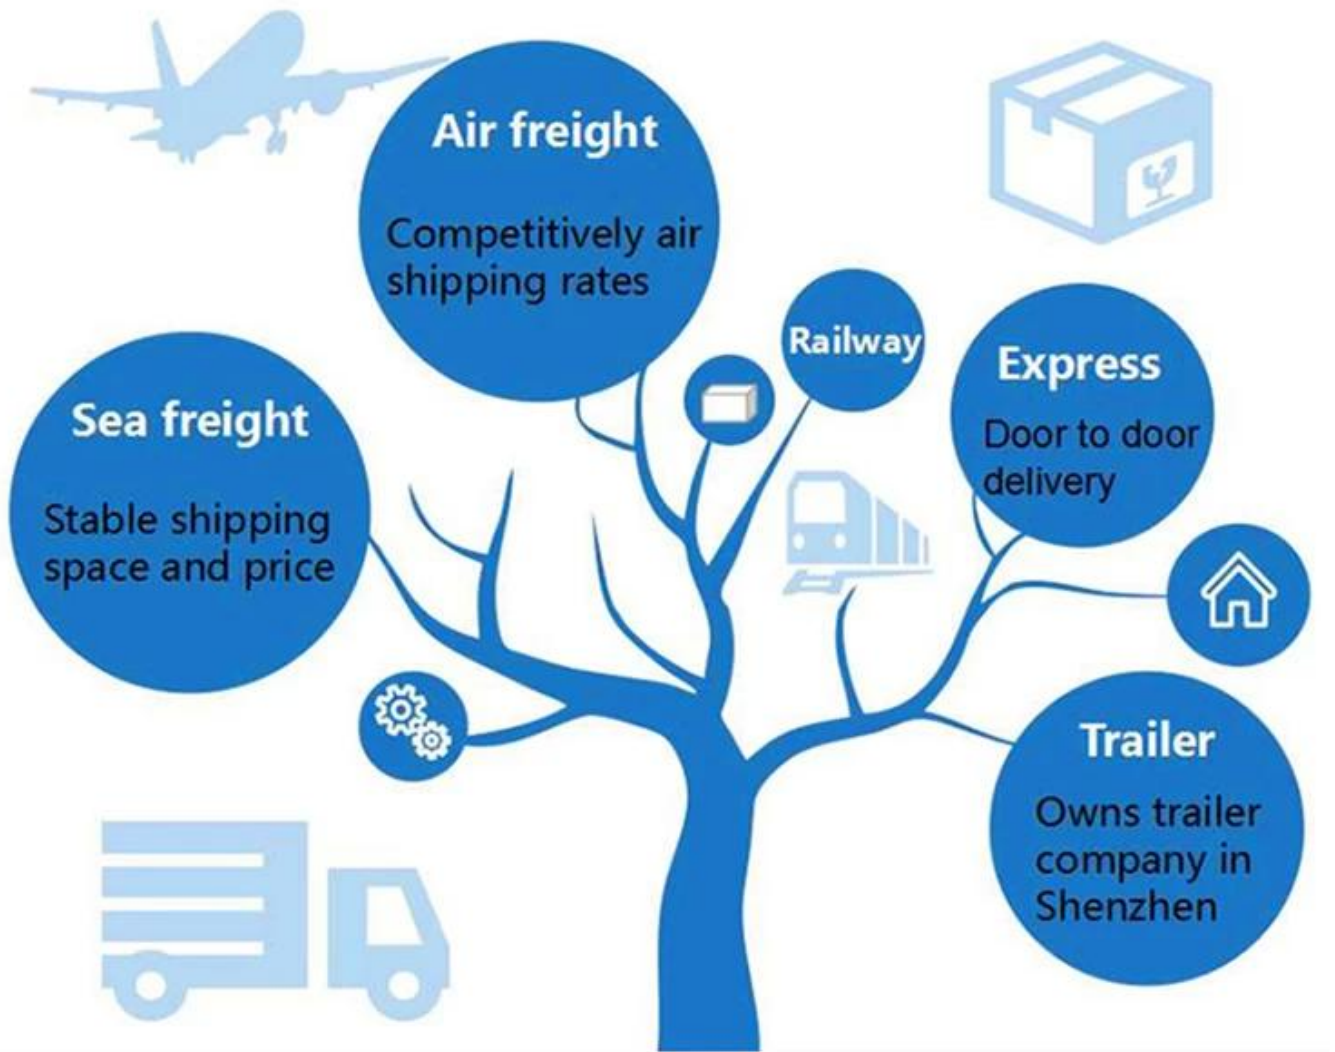 Air freight
Competitively air
shipping rates
Railway
Express
Door to door
delivery
Sea freight
Stable shipping
space and price
Trailer
Owns trailer
company in
Shenzhen